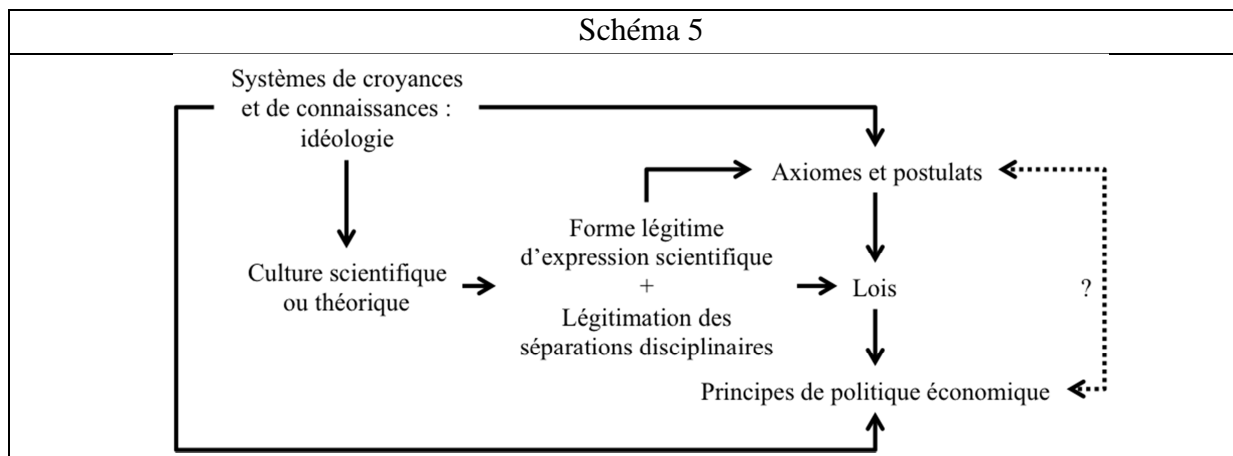 Schéma 5
Systèmes de croyances
et de connaissances :
idéologie
Axiomes et postulats
Forme légitime
d’expression scientifique
+
Légitimation des
séparations disciplinaires
Culture scientifique
ou théorique
Lois
?
Principes de politique économique